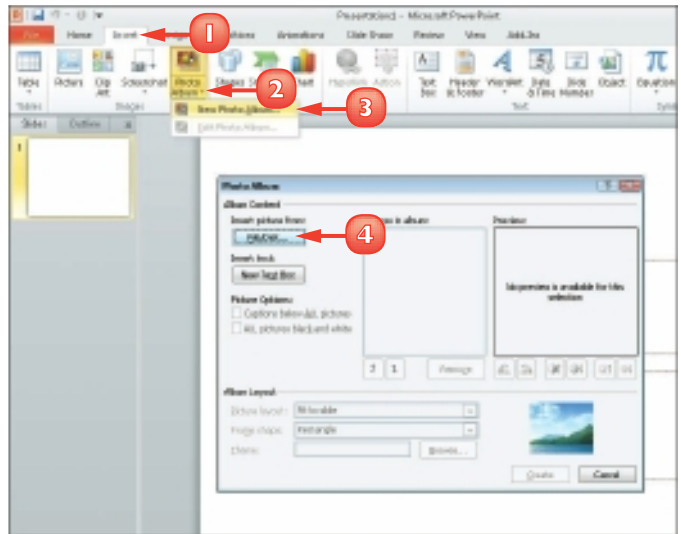 Presentation1 - Microsoft PowerPoint
File Home Insert Animations Slide Show Review View Add-Ins
1
Table Picture Clip Art Screenshot Photo Album Shapes Chart Hyperlink Action Text Box Header & Footer WordArt Date & Time Slide Number Object Equation
2
Tables Images Text
New Photo Album...
3
Edit Photo Album...
Slides Outline x
1
Photo Album
Album Content
Insert picture from: in album: Preview:
File/Disk...
4
Insert text:
New Text Box
No preview is available for this selection
Picture Options:
Captions below ALL pictures
ALL pictures black and white
Remove
Album Layout
Picture layout: Fit to slide
Frame shape: Rectangle
Theme: Browse...
Create Cancel